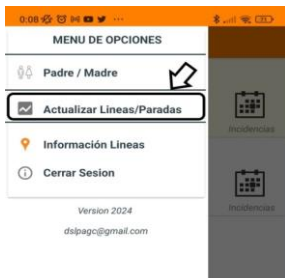 0:08
MENU DE OPCIONES
Padre / Madre
Actualizar Lineas/Paradas
Información Lineas
Cerrar Sesion
Version 2024
dslpagc@gmail.com
Incidencias
Incidencias